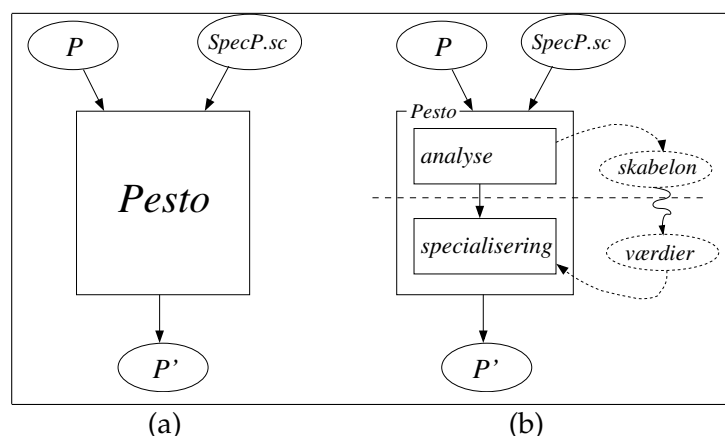 P
SpecP.sc
Pesto
P'
(a)
P
SpecP.sc
Pesto
analyse
skabelon
specialisering
værdier
P'
(b)